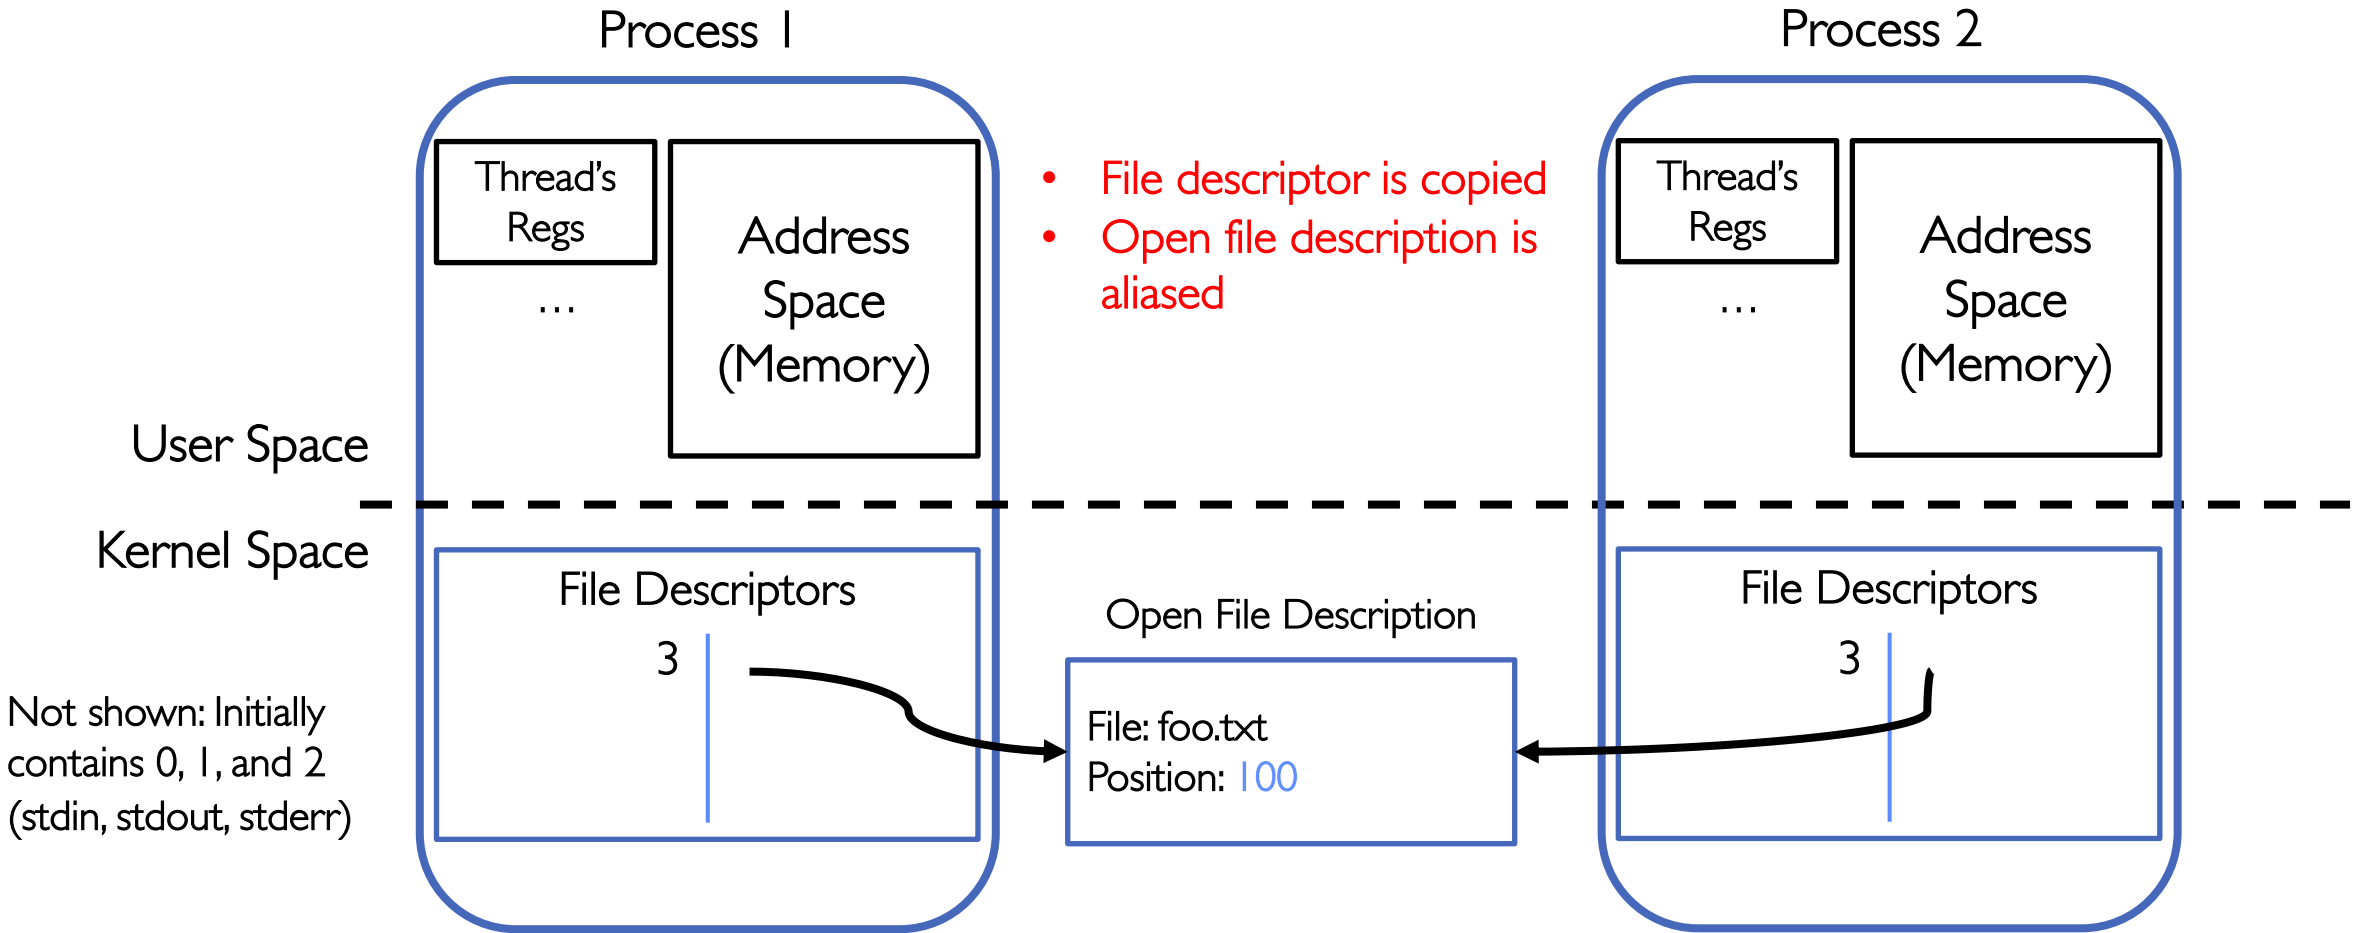 Process 1
Process 2
Thread's
Regs
...
Address
Space
(Memory)
• File descriptor is copied
• Open file description is
aliased
Thread's
Regs
...
Address
Space
(Memory)
User Space
Kernel Space
File Descriptors
3
Not shown: Initially
contains 0, 1, and 2
(stdin, stdout, stderr)
Open File Description
File: foo.txt
Position: 100
File Descriptors
3